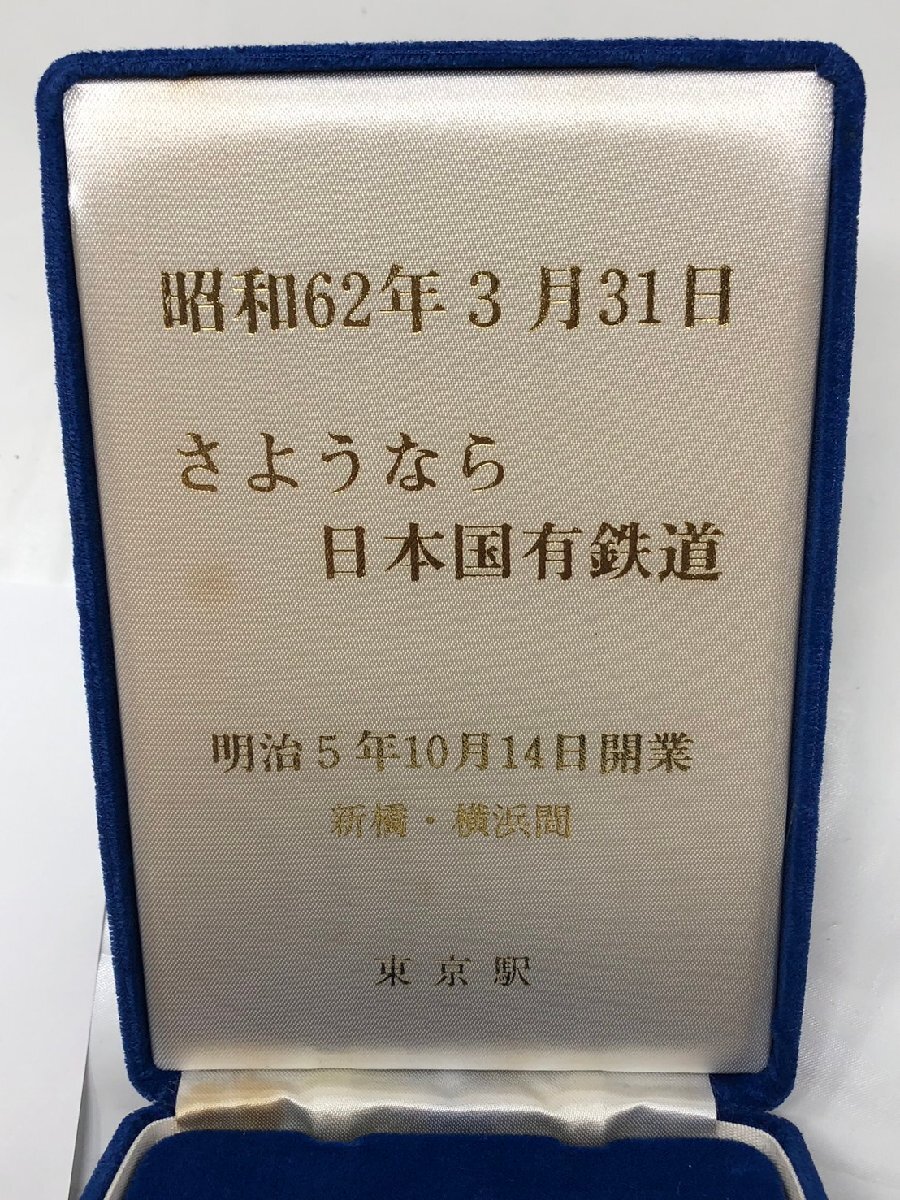 昭和62年3月31日
さようなら
日本国有鉄道
明治5年10月14日開業
新橋・横浜間
東京駅